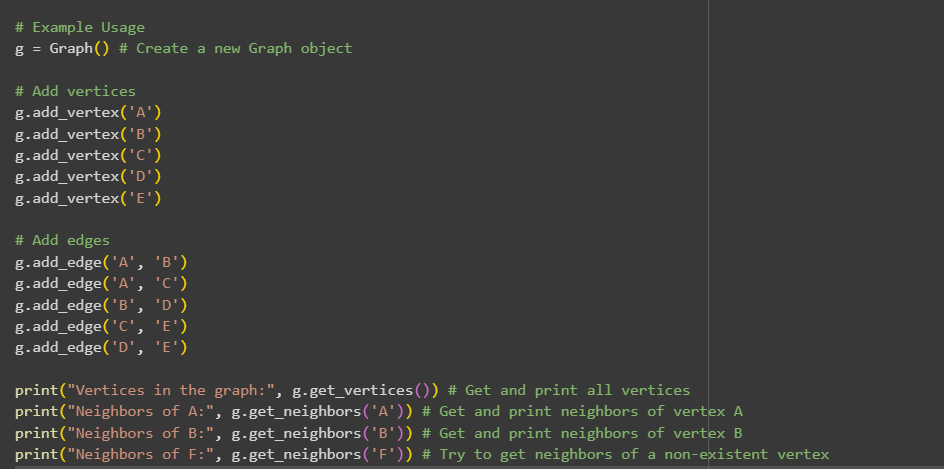 # Example Usage
g = Graph() # Create a new Graph object
# Add vertices
g.add_vertex('A')
g.add_vertex('B')
g.add_vertex('C')
g.add_vertex('D')
g.add_vertex('E')
# Add edges
g.add_edge('A', 'B')
g.add_edge('A', 'C')
g.add_edge('B', 'D')
g.add_edge('C', 'E')
g.add_edge('D', 'E')
print("Vertices in the graph:", g.get_vertices()) # Get and print all vertices
print("Neighbors of A:", g.get_neighbors('A')) # Get and print neighbors of vertex A
print("Neighbors of B:", g.get_neighbors('B')) # Get and print neighbors of vertex B
print("Neighbors of F:", g.get_neighbors('F')) # Try to get neighbors of a non-existent vertex